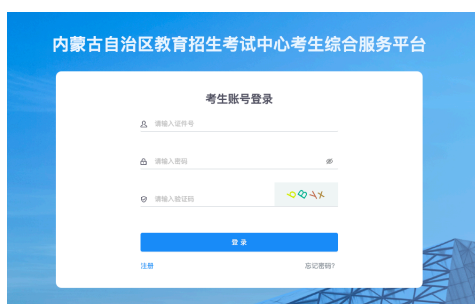 内蒙古自治区教育招生考试中心考生综合服务平台
考生账号登录
请输入证件号
请输入密码
请输入验证码
bByx
登录
注册
忘记密码?